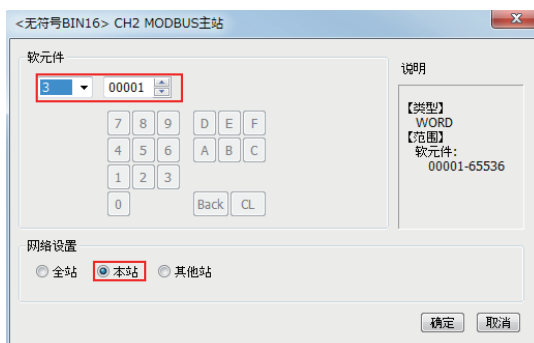 <无符号BIN16> CH2 MODBUS主站
软元件
3 00001
7 8 9 D E F
4 5 6 A B C
1 2 3
0 Back CL
说明
【类型】
WORD
【范围】
软元件:
00001-65536
网络设置
全站 本站 其他站
确定 取消